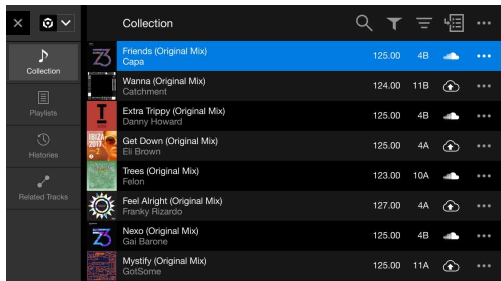 Collection
Collection
Playlists
Histories
Related Tracks
Friends (Original Mix)
Capa
125.00 4B
Wanna (Original Mix)
Catchment
124.00 11B
Extra Trippy (Original Mix)
Danny Howard
125.00 4B
IBIZA
2017
Get Down (Original Mix)
Eli Brown
125.00 4A
Trees (Original Mix)
Felon
123.00 10A
Feel Alright (Original Mix)
Franky Rizardo
127.00 4A
Nexo (Original Mix)
Gai Barone
125.00 4B
Mystify (Original Mix)
GotSome
125.00 11A